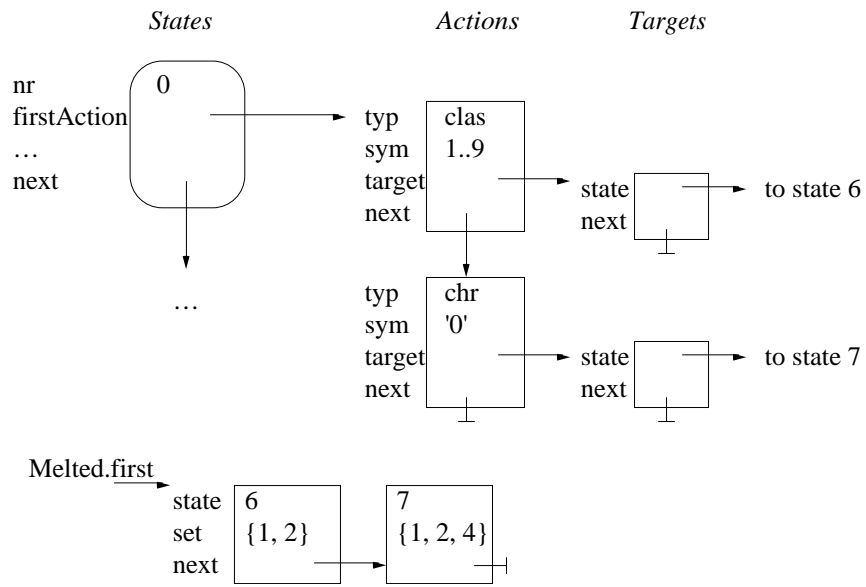 States
Actions
Targets
nr
0
firstAction
…
next
typ
clas
sym
1..9
target
next
state
to state 6
next
…
typ
chr
sym
'0'
target
next
state
to state 7
next
Melted.first
state
6
7
set
{1, 2}
{1, 2, 4}
next